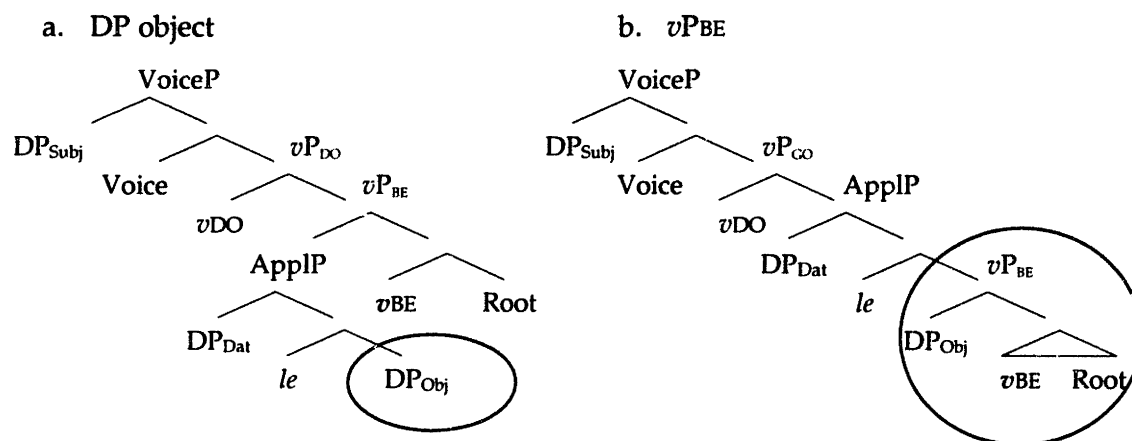 a. DP object b. vPBE
VoiceP VoiceP
DPSubj vPDO DPSubj vPGO
Voice vPBE Voice ApplP
vDO vDO
ApplP vBE Root DPDat le vPBE
DPDat le DPObj DPObj vBE Root